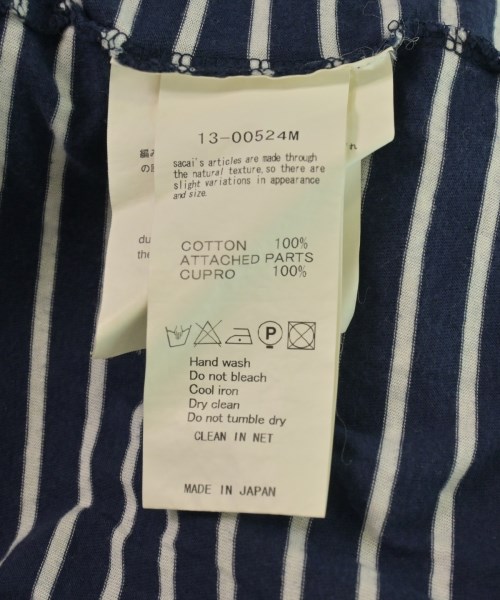 13-00524M
sacai's articles are made through
the natural texture, so there are
slight variations in appearance
and size.
COTTON 100%
ATTACHED PARTS
CUPRO 100%
P
Hand wash
Do not bleach
Cool iron
Dry clean
Do not tumble dry
CLEAN IN NET
MADE IN JAPAN